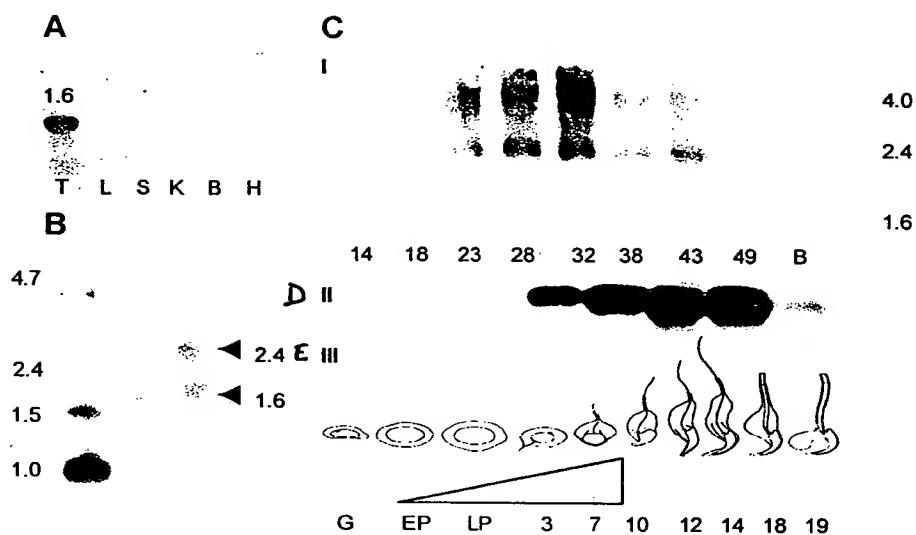 A
1.6
T L S K B H
B
4.7
2.4
1.5
1.0
2.4
1.6
C
I
4.0
2.4
1.6
14 18 23 28 32 38 43 49 B
D II
E III
G EP LP 3 7 10 12 14 18 19